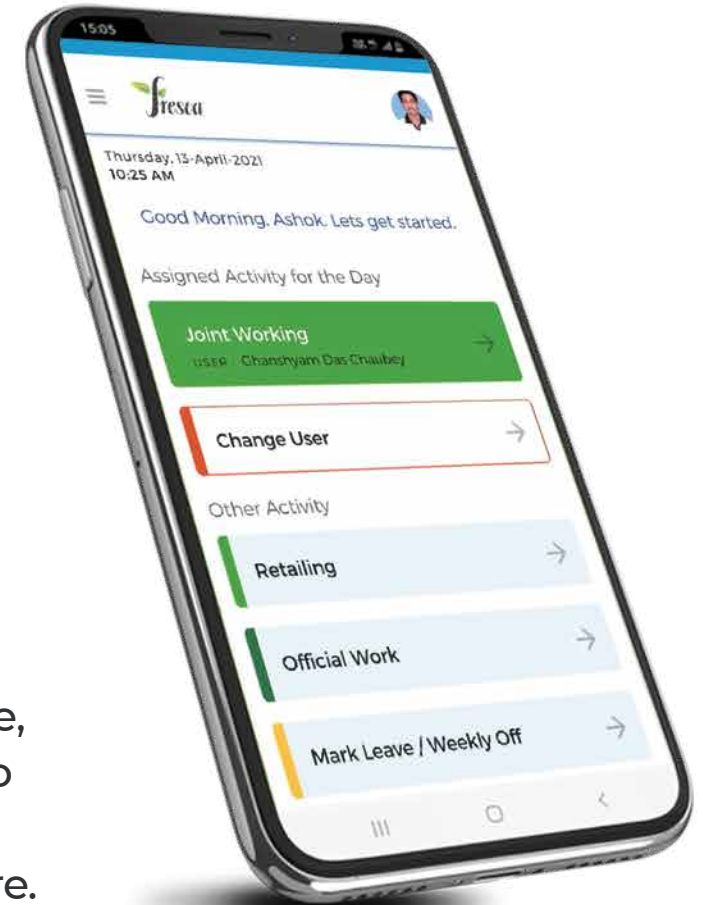 15:05
fresca
Thursday, 13-April-2021
10:25 AM
Good Morning, Ashok. Lets get started.
Assigned Activity for the Day
Joint Working
USER : Ghanshyam Das Chaubey
Change User
Other Activity
Retailing
Official Work
Mark Leave / Weekly Off
e,
o
re.